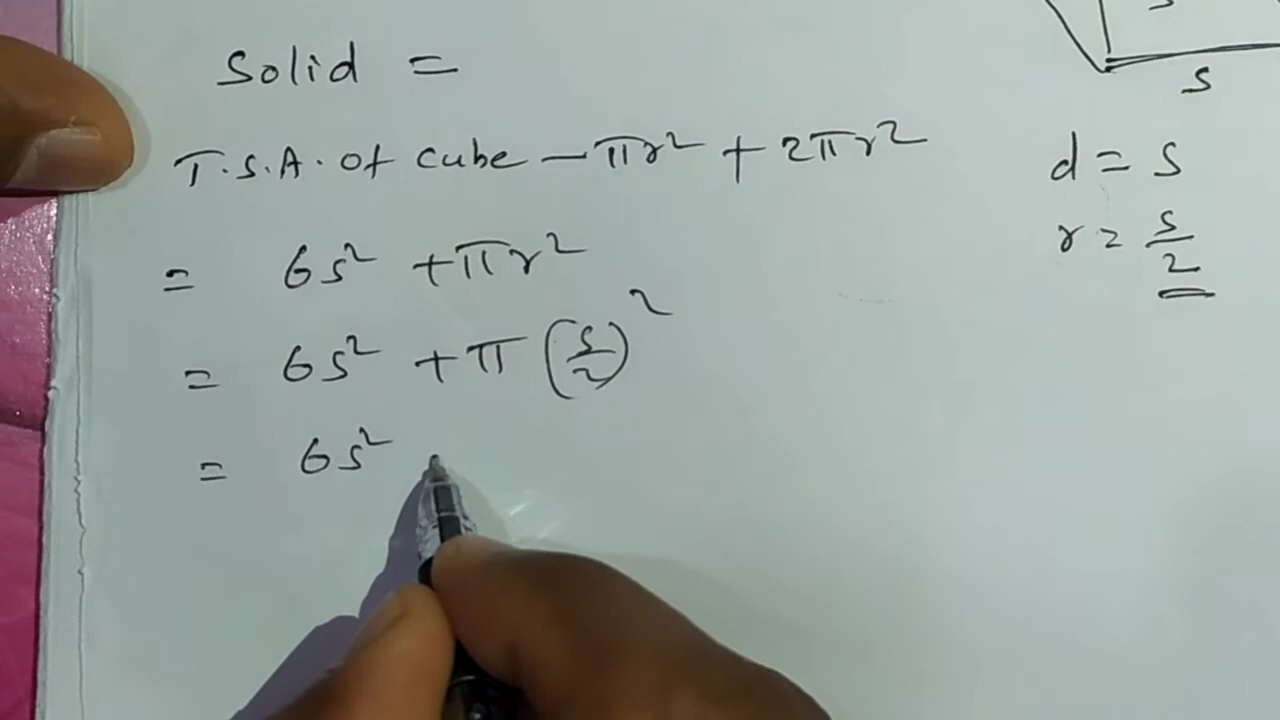 s
s
Solid =
T.S.A. of cube - πr² + 2πr²
d = s
= 6s² + πr²
r = s/2
= 6s² + π (s/2)²
= 6s²